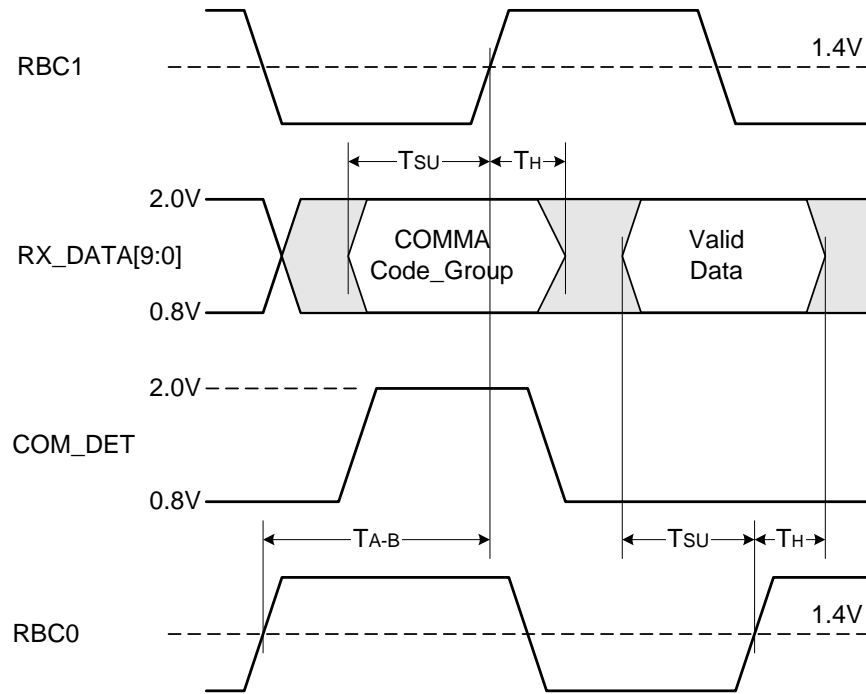 RBC1
1.4V
TSU
TH
2.0V
RX_DATA[9:0]
COMMA
Code_Group
Valid
Data
0.8V
2.0V
COM_DET
0.8V
TA-B
TSU
TH
RBC0
1.4V